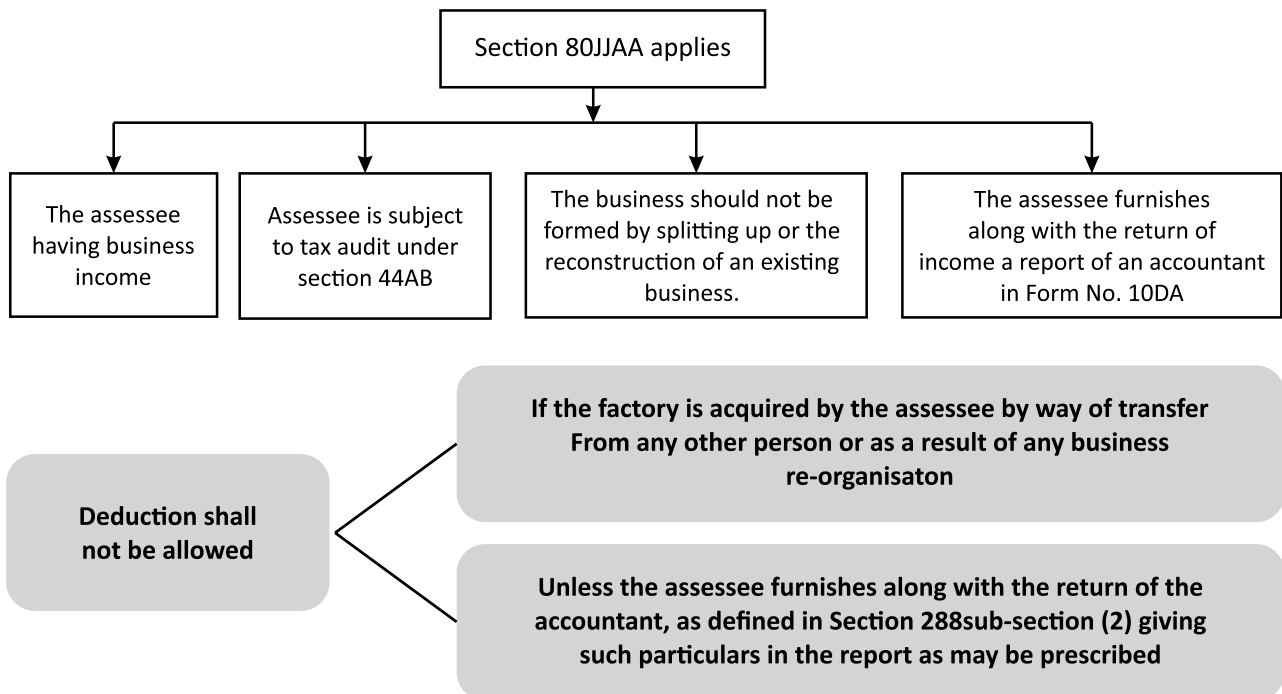 Section 80JJAA applies
The assessee
having business
income
Assessee is subject
to tax audit under
section 44AB
The business should not be
formed by splitting up or the
reconstruction of an existing
business.
The assessee furnishes
along with the return of
income a report of an accountant
in Form No. 10DA
Deduction shall
not be allowed
If the factory is acquired by the assessee by way of transfer
From any other person or as a result of any business
re-organisaton
Unless the assessee furnishes along with the return of the
accountant, as defined in Section 288sub-section (2) giving
such particulars in the report as may be prescribed